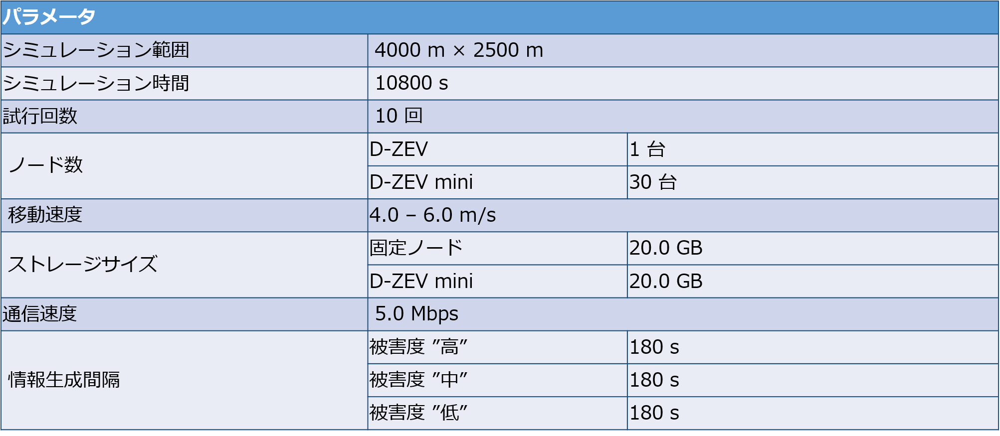 パラメータ
シミュレーション範囲 4000 m × 2500 m
シミュレーション時間 10800 s
試行回数 10 回
ノード数 D-ZEV 1 台
D-ZEV mini 30 台
移動速度 4.0 – 6.0 m/s
ストレージサイズ 固定ノード 20.0 GB
D-ZEV mini 20.0 GB
通信速度 5.0 Mbps
情報生成間隔 被害度 ”高” 180 s
被害度 ”中” 180 s
被害度 ”低” 180 s